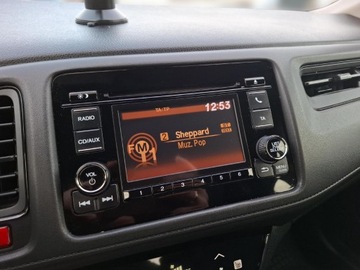 TA·TP
12:53
RADIO
CD/AUX
VOL
TA
2 Sheppard
Muz. Pop
FM1
1 2 3 4 5 6